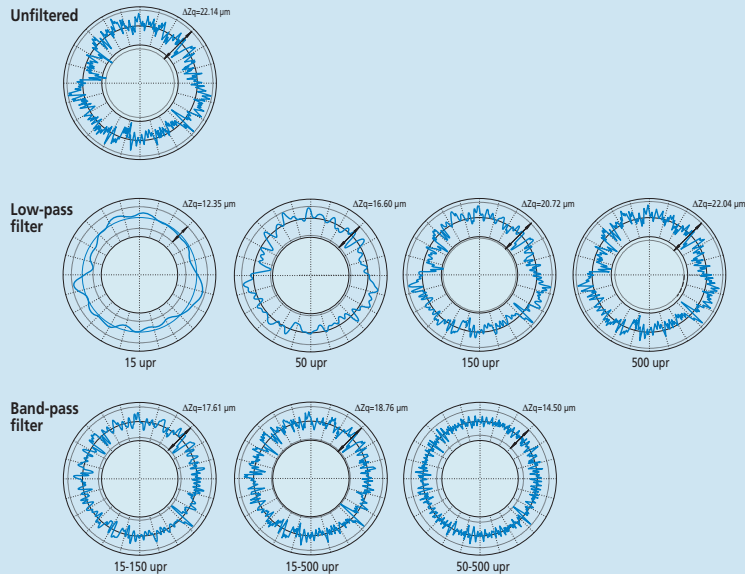 Unfiltered
ΔZq=22.14 µm
Low-pass
filter
ΔZq=12.35 µm
ΔZq=16.60 µm
ΔZq=20.72 µm
ΔZq=22.04 µm
15 upr
50 upr
150 upr
500 upr
Band-pass
filter
ΔZq=17.61 µm
ΔZq=18.76 µm
ΔZq=14.50 µm
15-150 upr
15-500 upr
50-500 upr